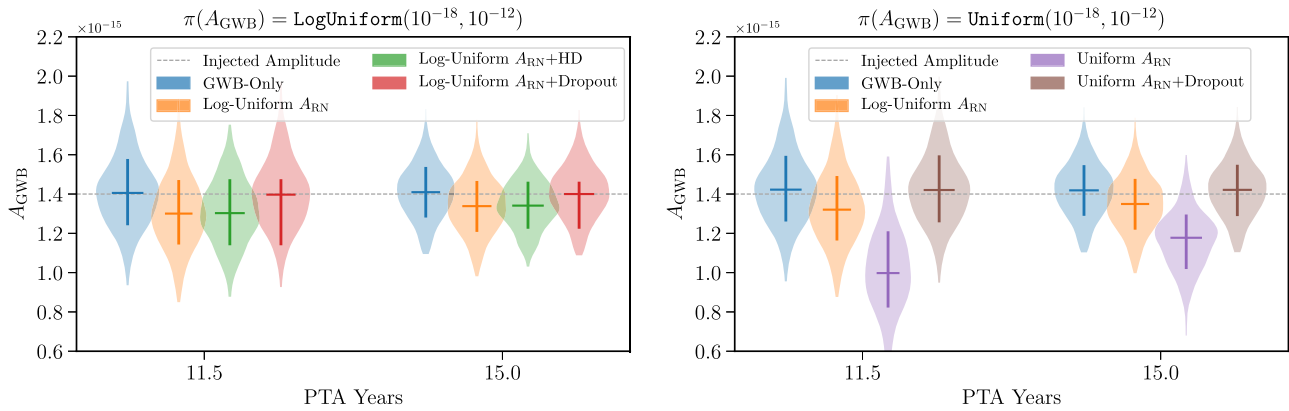 π(A_GWB) = LogUniform(10^−18, 10^−12)
×10^−15
2.2
2.0
1.8
1.6
1.4
1.2
1.0
0.8
0.6
A_GWB
Injected Amplitude
GWB-Only
Log-Uniform A_RN
Log-Uniform A_RN+HD
Log-Uniform A_RN+Dropout
11.5
15.0
PTA Years
π(A_GWB) = Uniform(10^−18, 10^−12)
×10^−15
2.2
2.0
1.8
1.6
1.4
1.2
1.0
0.8
0.6
A_GWB
Injected Amplitude
GWB-Only
Log-Uniform A_RN
Uniform A_RN
Uniform A_RN+Dropout
11.5
15.0
PTA Years